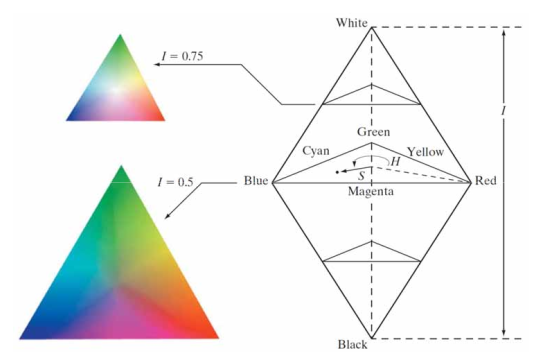 White
I = 0.75
I
Green
Cyan
Yellow
H
I = 0.5
Blue
S
Red
Magenta
Black